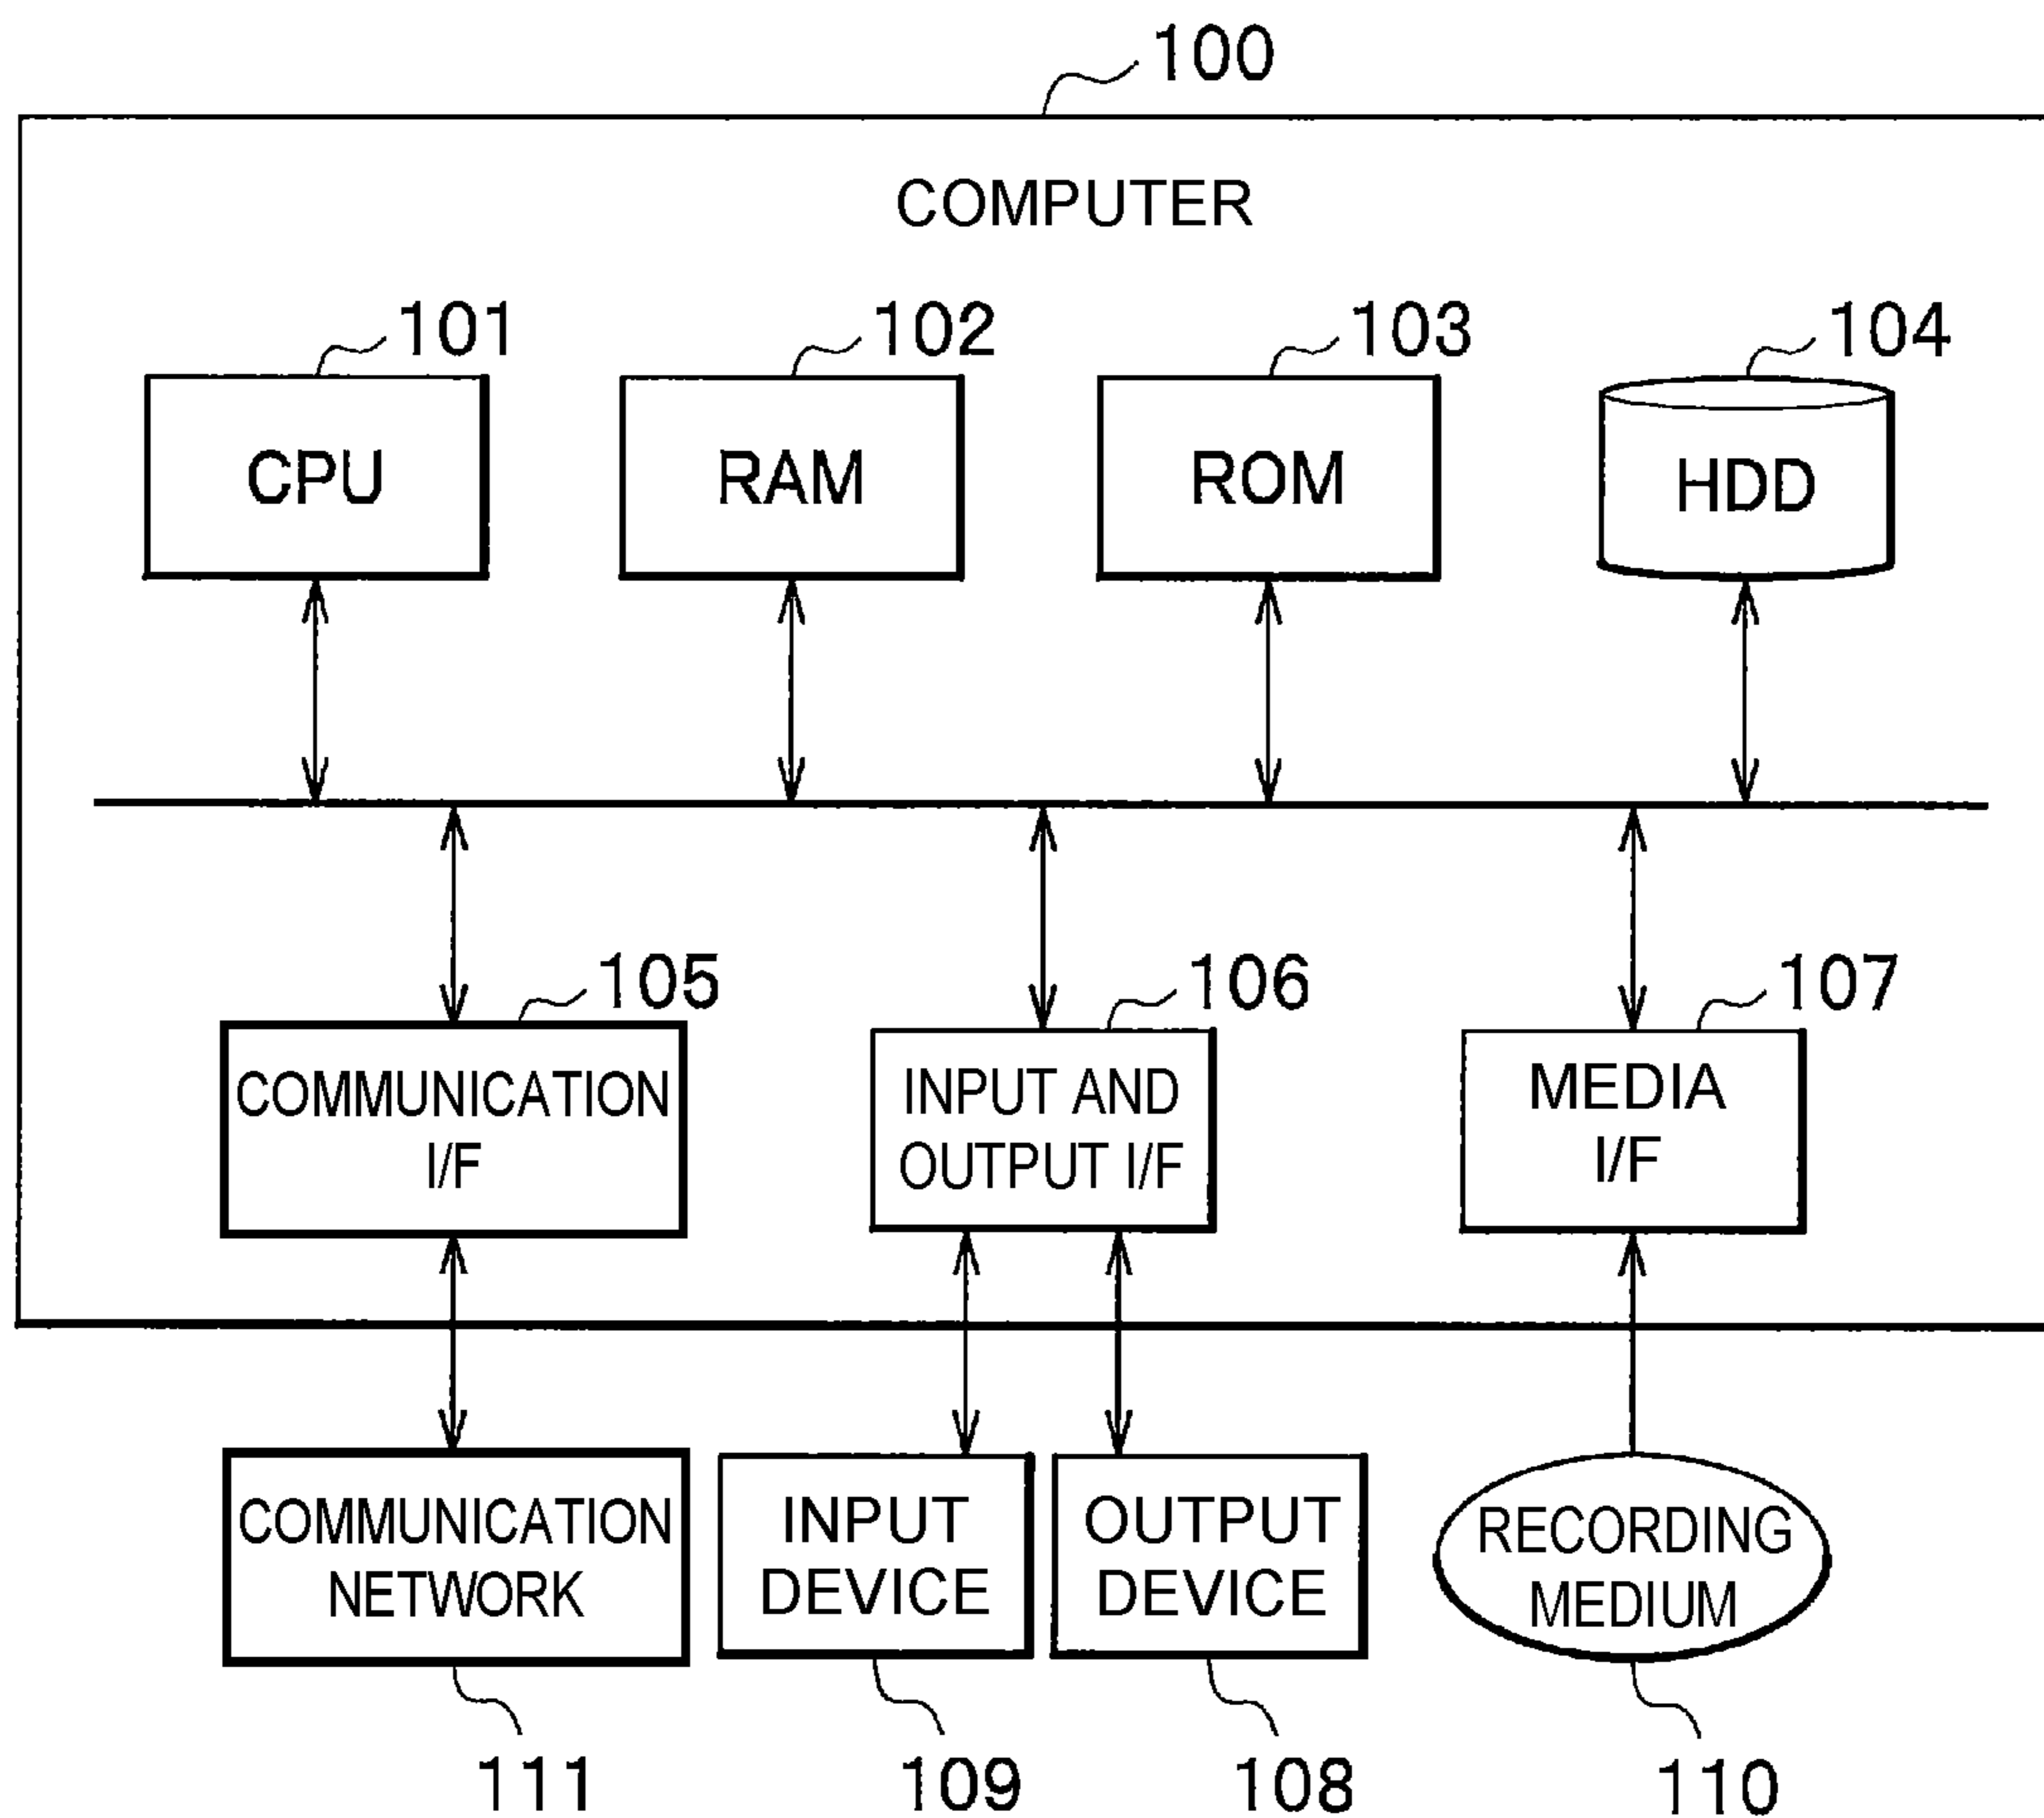 100
COMPUTER
101
102
103
104
CPU
RAM
ROM
HDD
105
106
107
COMMUNICATION
I/F
INPUT AND
OUTPUT I/F
MEDIA
I/F
COMMUNICATION
NETWORK
INPUT
DEVICE
OUTPUT
DEVICE
RECORDING
MEDIUM
111
109
108
110